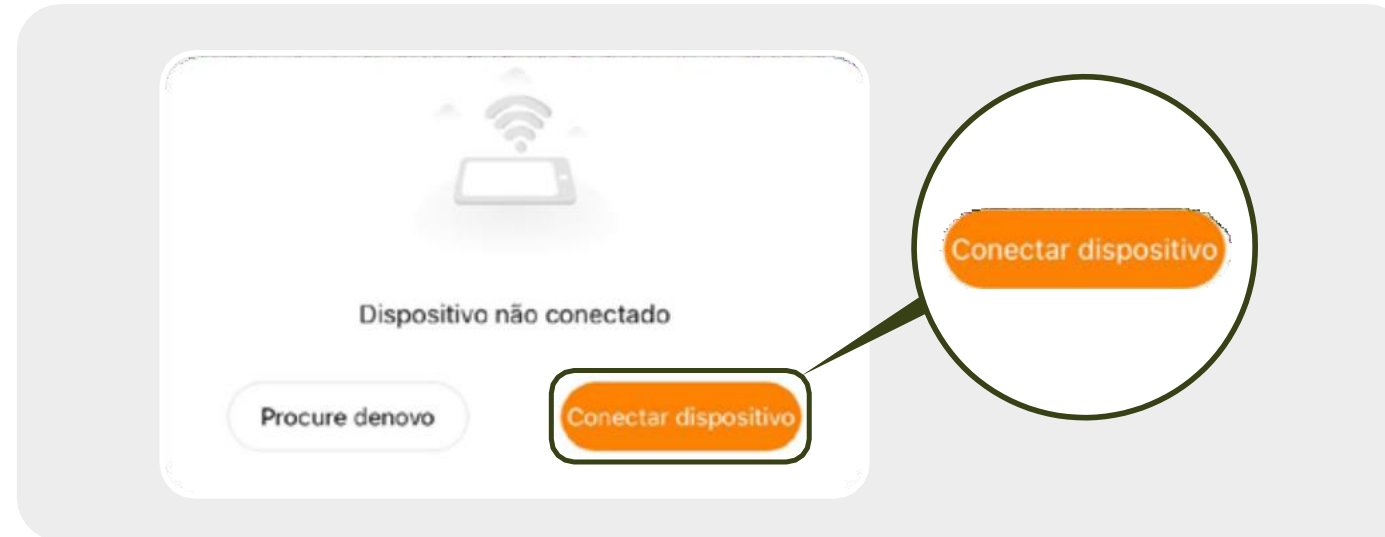 Dispositivo não conectado
Procure denovo
Conectar dispositivo
Conectar dispositivo